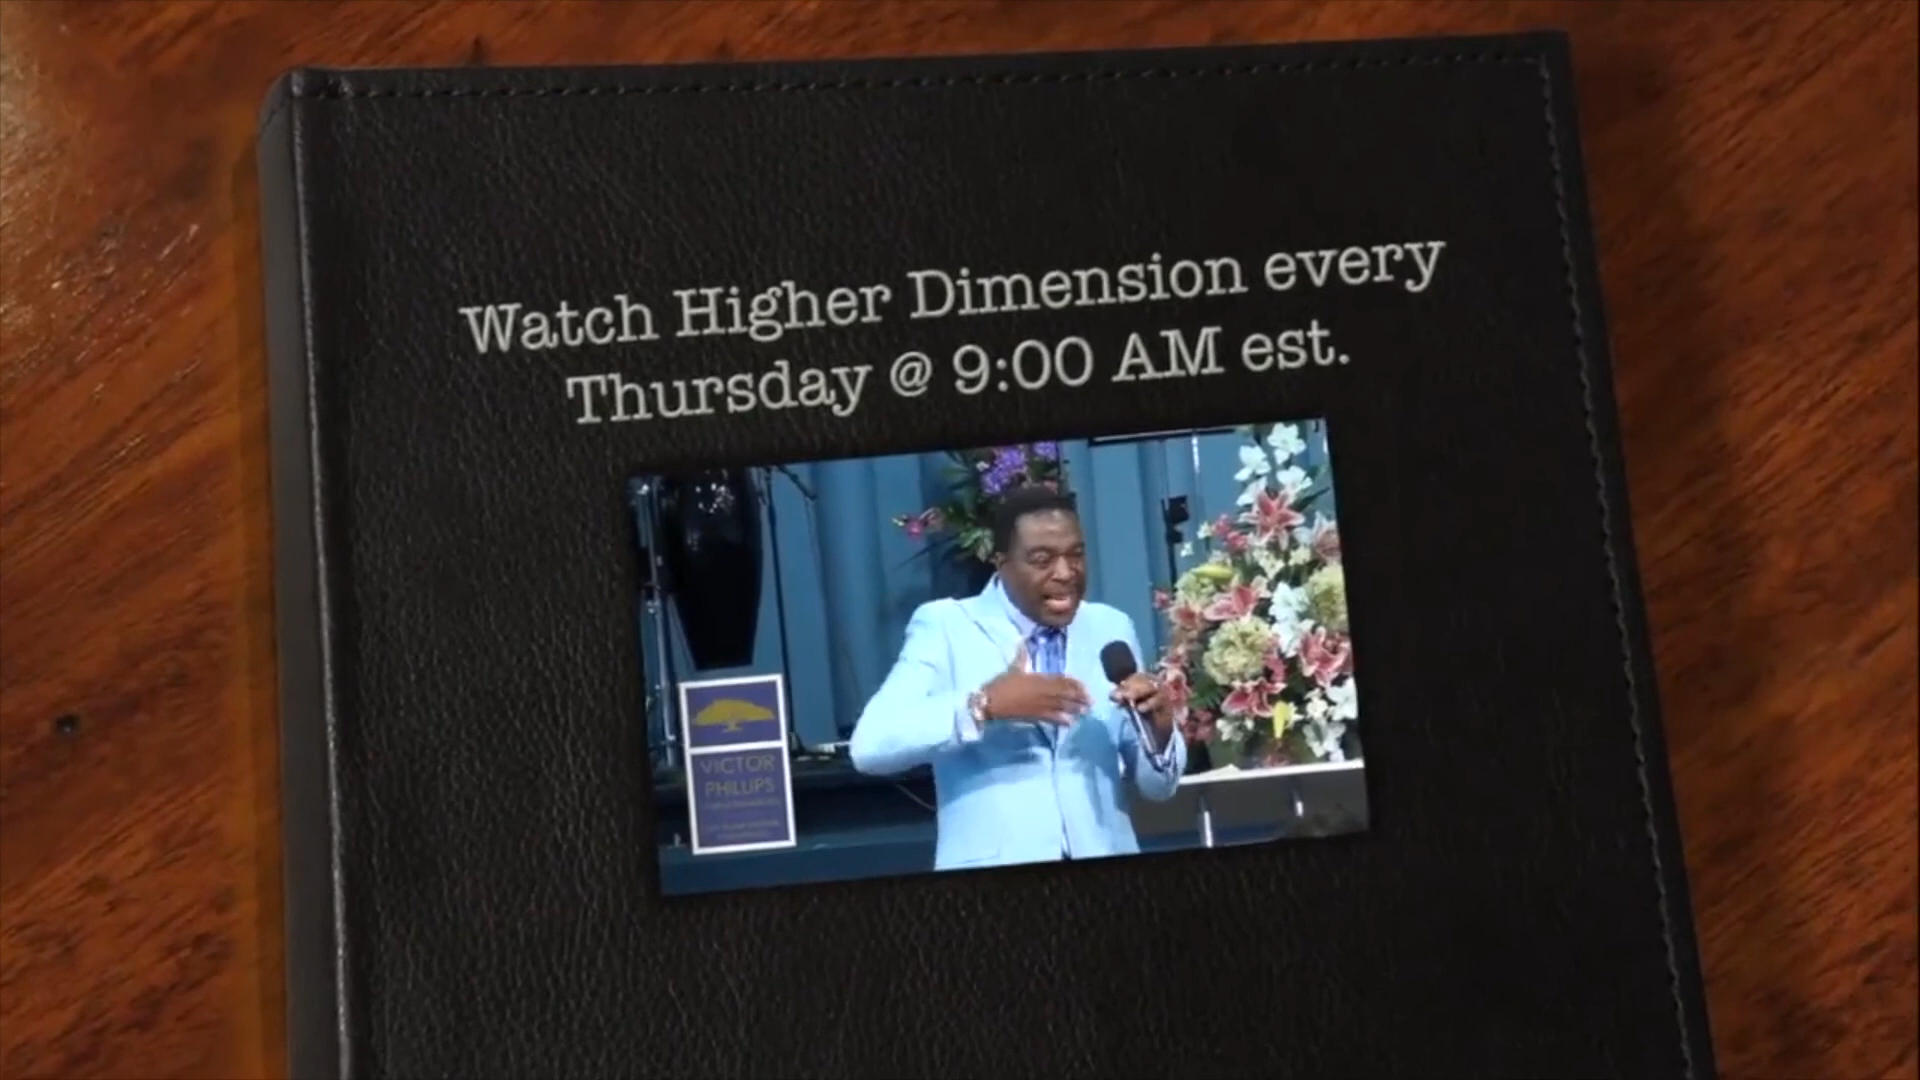 Watch Higher Dimension every
Thursday @ 9:00 AM est.
VICTOR
PHILLIPS